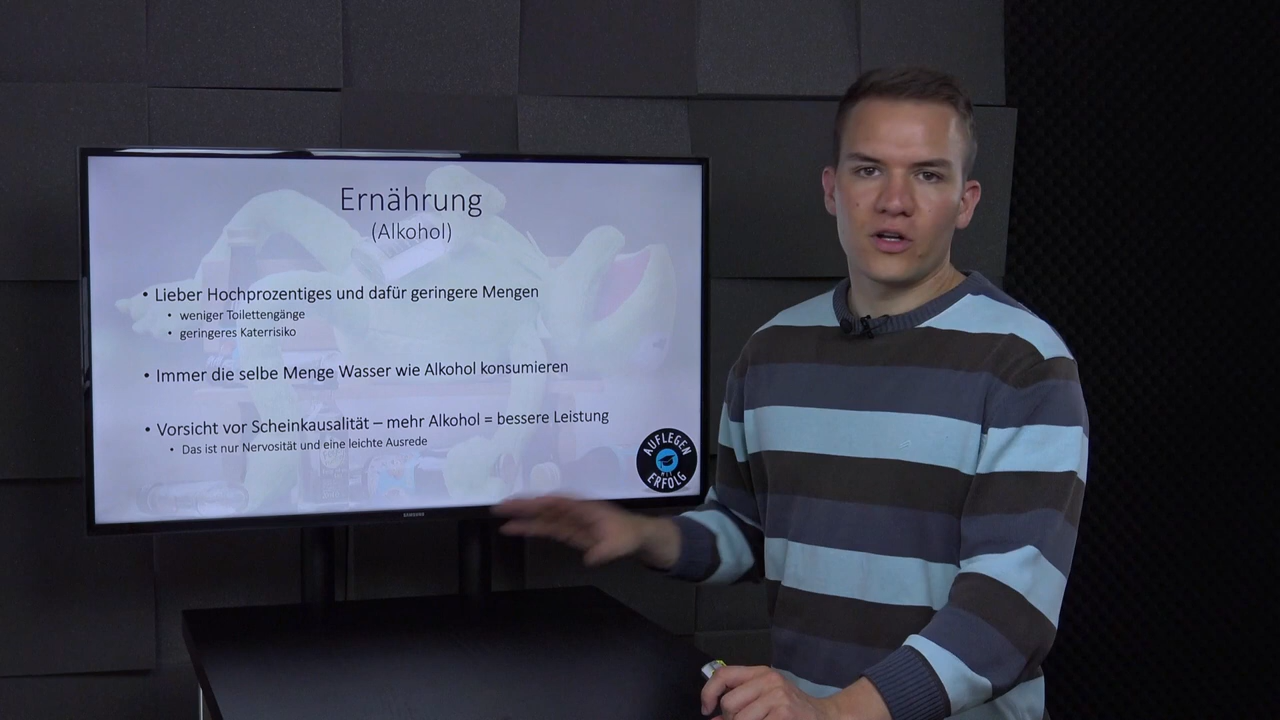 Ernährung
(Alkohol)
• Lieber Hochprozentiges und dafür geringere Mengen
• weniger Toilettengänge
• geringeres Katerrisiko
• Immer die selbe Menge Wasser wie Alkohol konsumieren
• Vorsicht vor Scheinkausalität – mehr Alkohol = bessere Leistung
• Das ist nur Nervosität und eine leichte Ausrede
AUFLEGEN
MIT
ERFOLG
SAMSUNG